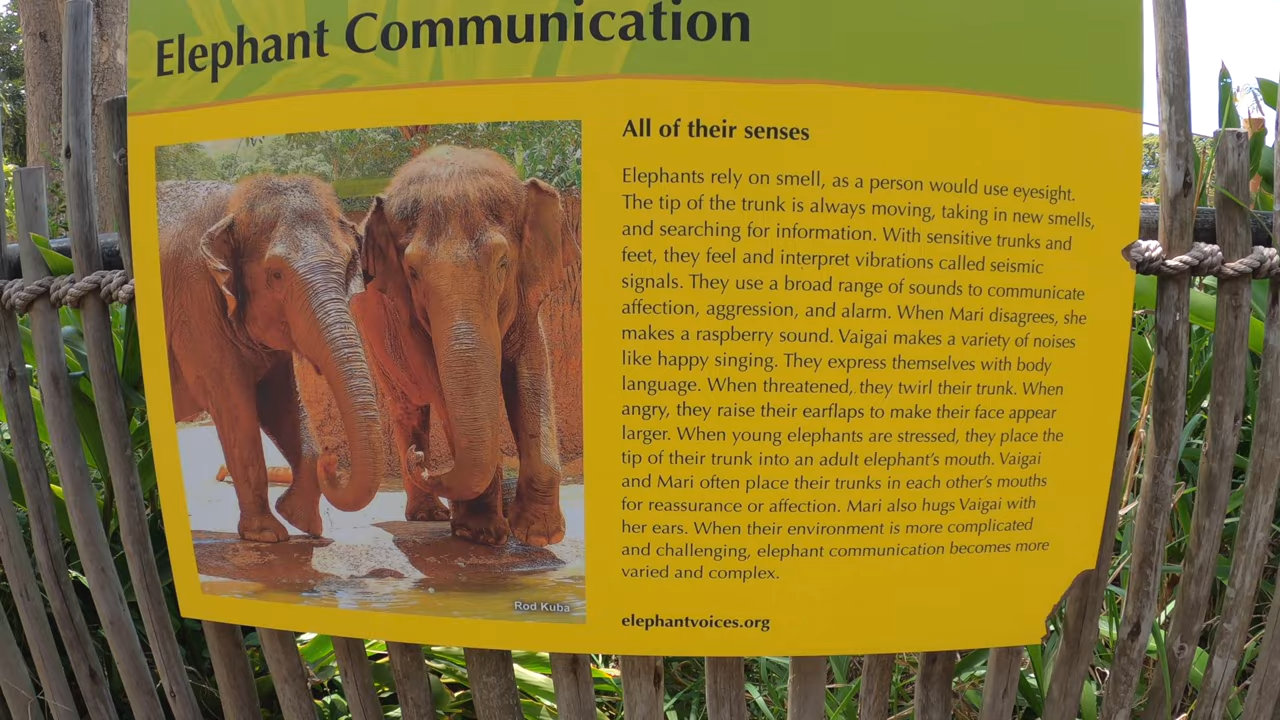 Elephant Communication
All of their senses
Elephants rely on smell, as a person would use eyesight.
The tip of the trunk is always moving, taking in new smells,
and searching for information. With sensitive trunks and
feet, they feel and interpret vibrations called seismic
signals. They use a broad range of sounds to communicate
affection, aggression, and alarm. When Mari disagrees, she
makes a raspberry sound. Vaigai makes a variety of noises
like happy singing. They express themselves with body
language. When threatened, they twirl their trunk. When
angry, they raise their earflaps to make their face appear
larger. When young elephants are stressed, they place the
tip of their trunk into an adult elephant's mouth. Vaigai
and Mari often place their trunks in each other's mouths
for reassurance or affection. Mari also hugs Vaigai with
her ears. When their environment is more complicated
and challenging, elephant communication becomes more
varied and complex.
elephantvoices.org
Rod Kuba